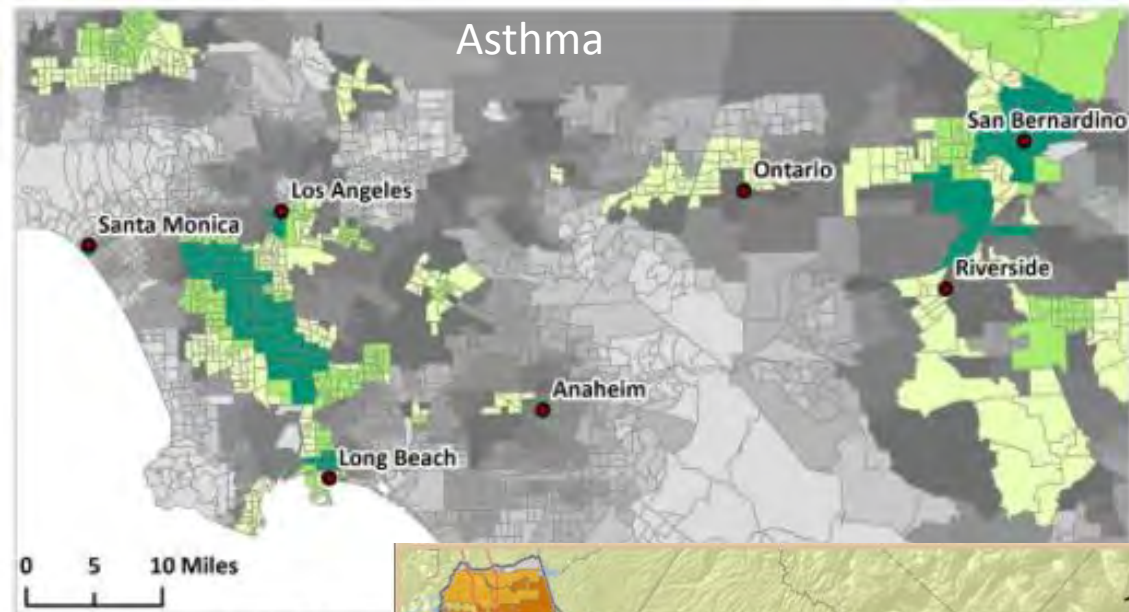 Asthma
San Bernardino
Ontario
Los Angeles
Santa Monica
Riverside
Anaheim
Long Beach
0 5 10 Miles